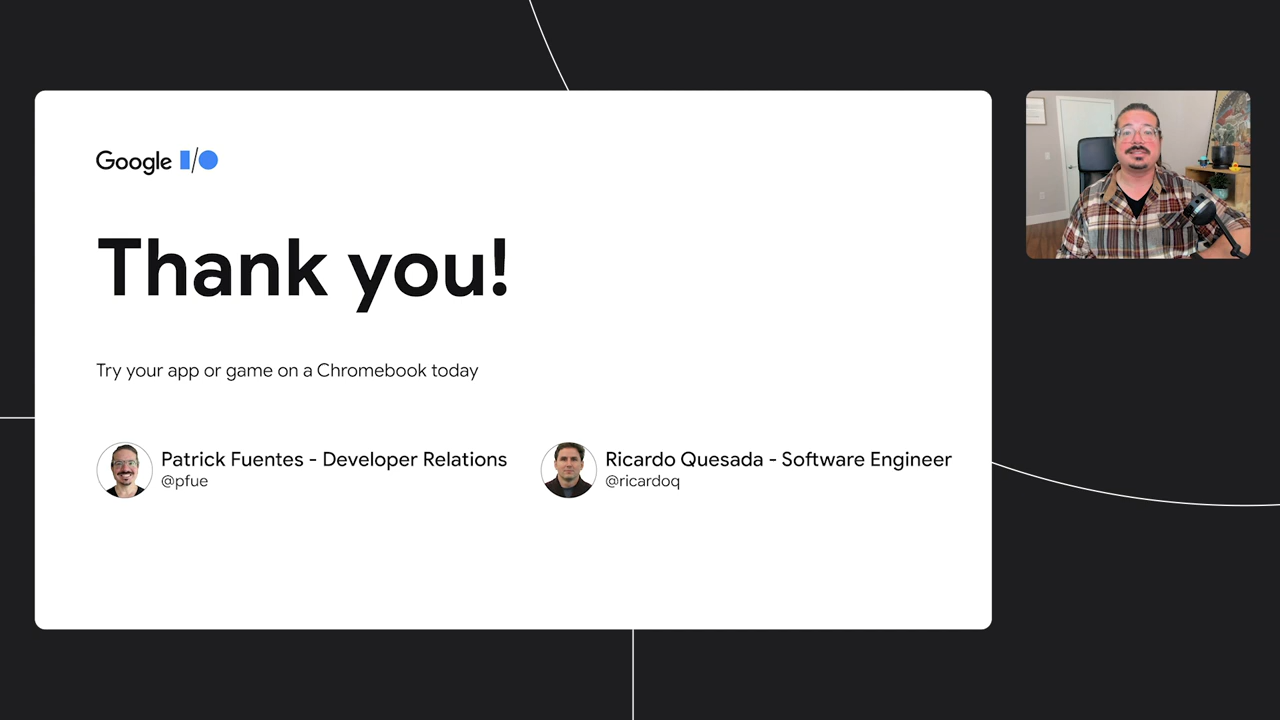 Google I/O
Thank you!
Try your app or game on a Chromebook today
Patrick Fuentes - Developer Relations
@pfue
Ricardo Quesada - Software Engineer
@ricardoq